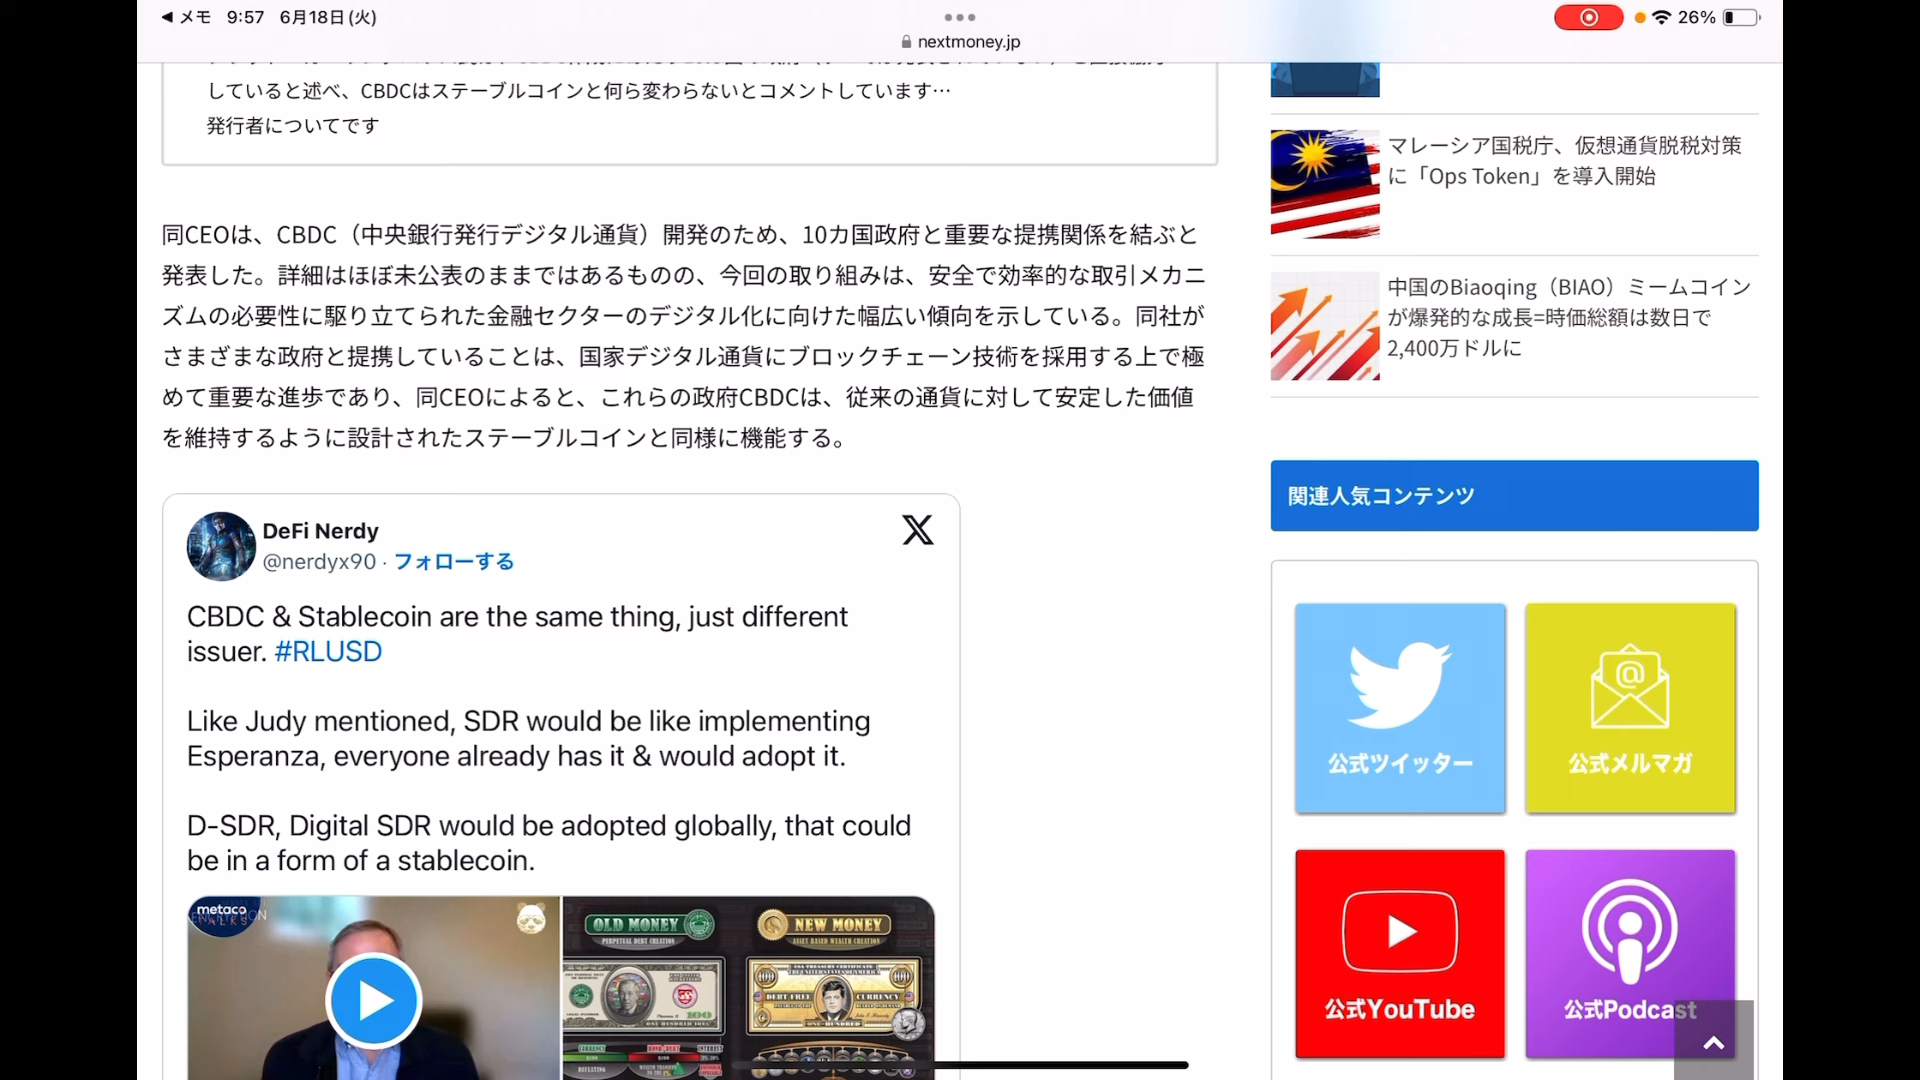 メモ 9:57 6月18日(火)
26%
nextmoney.jp
していると述べ、CBDCはステーブルコインと何ら変わらないとコメントしています…
発行者についてです
同CEOは、CBDC（中央銀行発行デジタル通貨）開発のため、10カ国政府と重要な提携関係を結ぶと
発表した。詳細はほぼ未公表のままではあるものの、今回の取り組みは、安全で効率的な取引メカニ
ズムの必要性に駆り立てられた金融セクターのデジタル化に向けた幅広い傾向を示している。同社が
さまざまな政府と提携していることは、国家デジタル通貨にブロックチェーン技術を採用する上で極
めて重要な進歩であり、同CEOによると、これらの政府CBDCは、従来の通貨に対して安定した価値
を維持するように設計されたステーブルコインと同様に機能する。
DeFi Nerdy
@nerdyx90 · フォローする
CBDC & Stablecoin are the same thing, just different
issuer. #RLUSD
Like Judy mentioned, SDR would be like implementing
Esperanza, everyone already has it & would adopt it.
D-SDR, Digital SDR would be adopted globally, that could
be in a form of a stablecoin.
metaco
OLD MONEY
PERPETUAL DEBT CREATION
NEW MONEY
ASSET BASED WEALTH CREATION
DEBT-FREE
CURRENCY
マレーシア国税庁、仮想通貨脱税対策
に「Ops Token」を導入開始
中国のBiaoqing（BIAO）ミームコイン
が爆発的な成長=時価総額は数日で
2,400万ドルに
関連人気コンテンツ
公式ツイッター
公式メルマガ
公式YouTube
公式Podcast